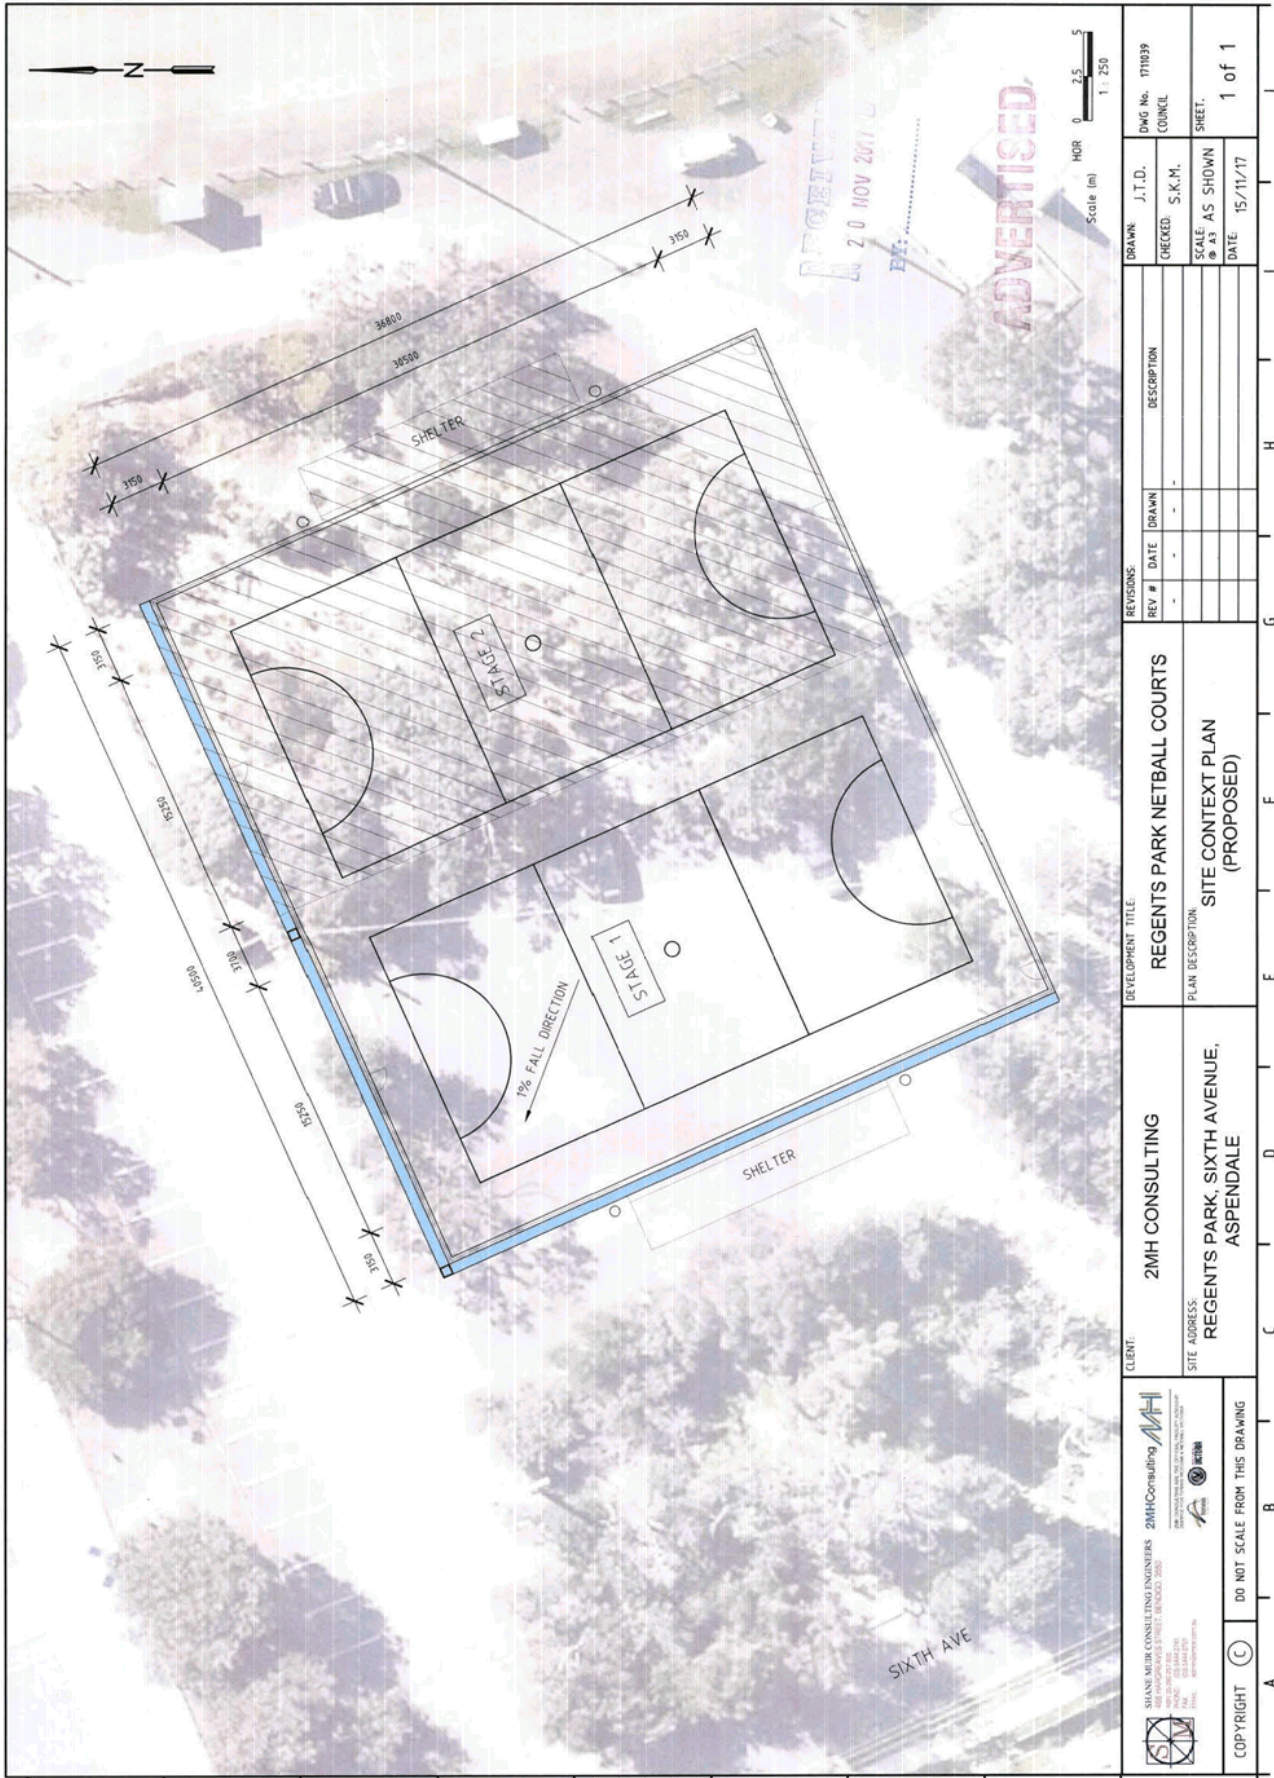 N
40500
3150
15250
3700
15250
3150
3150
36800
30500
3150
SHELTER
STAGE 2
STAGE 1
1% FALL DIRECTION
SHELTER
SIXTH AVE
20 NOV 2017
BY:
ADVERTISED
0 2.5 5
Scale (m) HOR 1 : 250
SHANE MUIR CONSULTING ENGINEERS
2MHConsulting
COPYRIGHT C
DO NOT SCALE FROM THIS DRAWING
CLIENT:
2MH CONSULTING
SITE ADDRESS:
REGENTS PARK, SIXTH AVENUE,
ASPENDALE
DEVELOPMENT TITLE:
REGENTS PARK NETBALL COURTS
PLAN DESCRIPTION:
SITE CONTEXT PLAN
(PROPOSED)
REVISIONS:
REV # DATE DRAWN DESCRIPTION
- - - -
DRAWN: J.T.D.
CHECKED: S.K.M.
SCALE: @ A3 AS SHOWN
DATE: 15/11/17
DWG No. 1711039
COUNCIL
SHEET.
1 of 1
A B C D E F F G H I